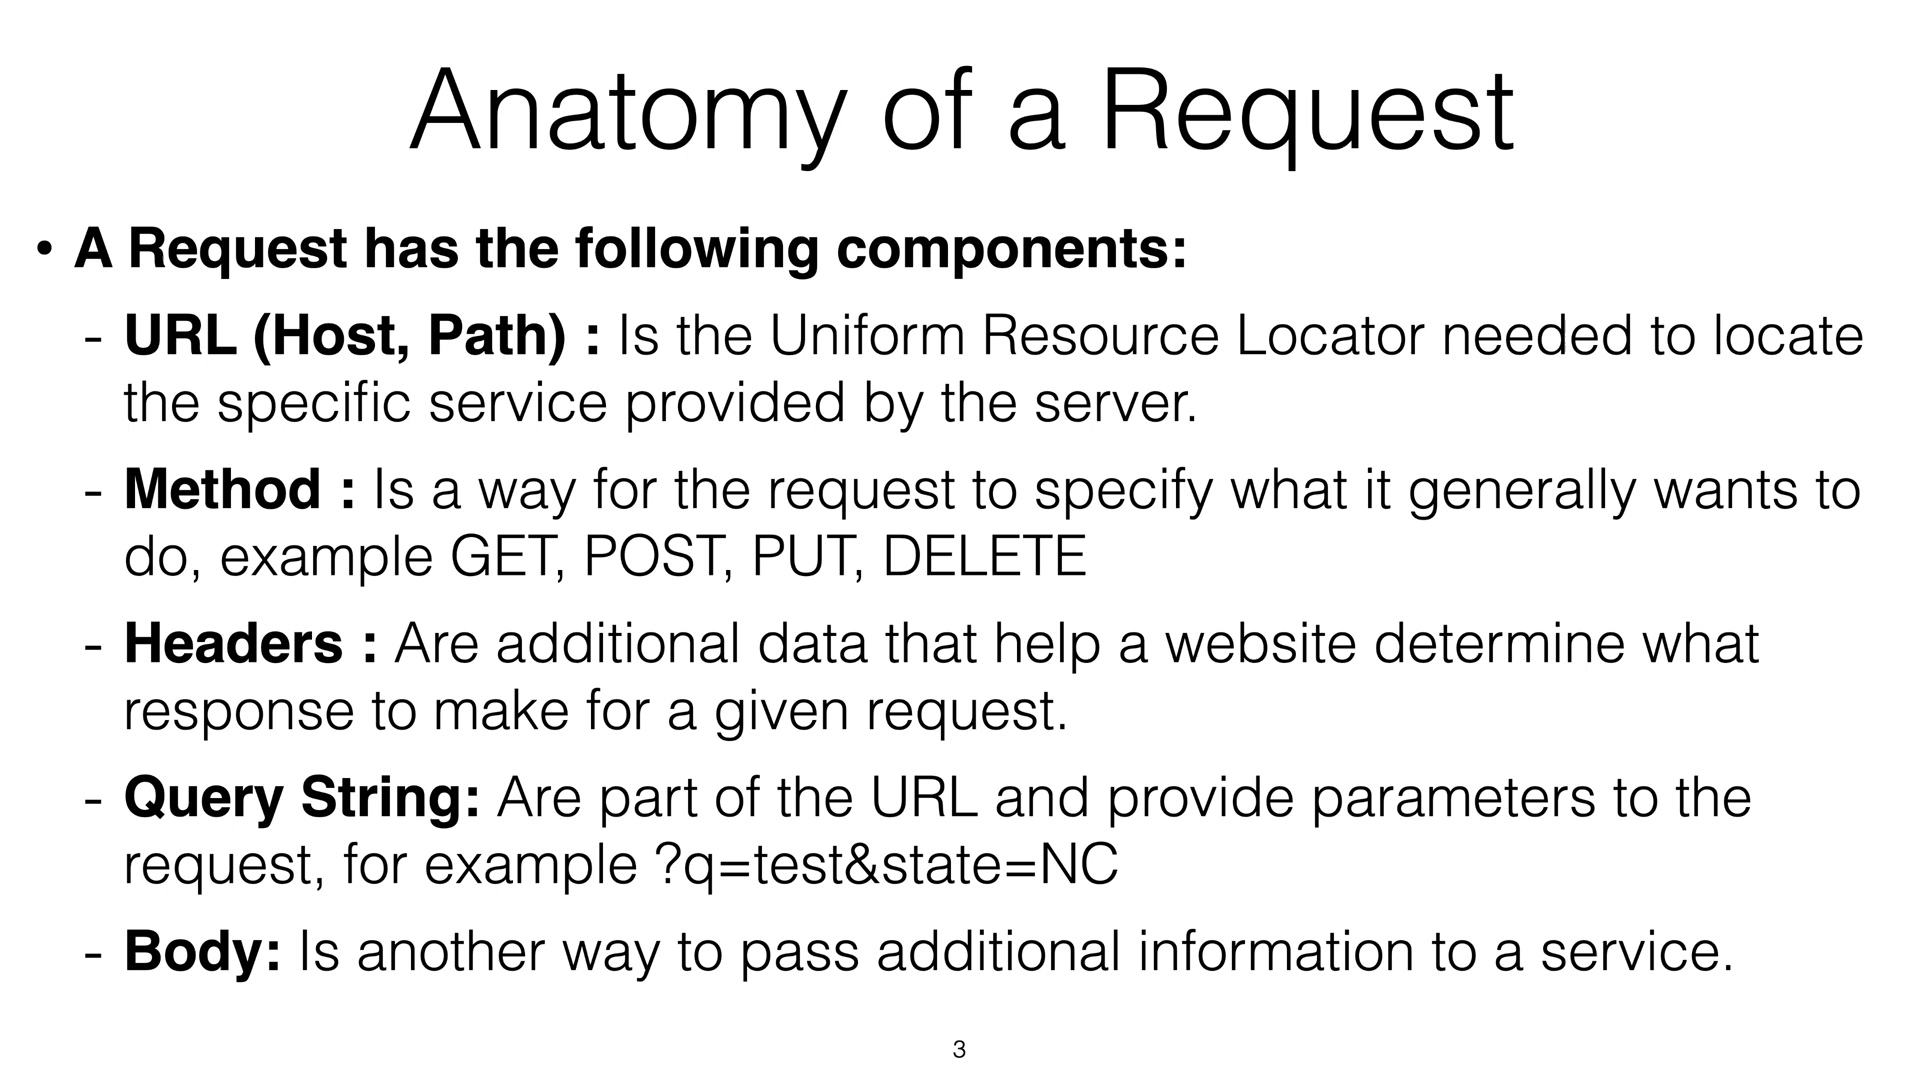 Anatomy of a Request
• A Request has the following components:
- URL (Host, Path) : Is the Uniform Resource Locator needed to locate
the specific service provided by the server.
- Method : Is a way for the request to specify what it generally wants to
do, example GET, POST, PUT, DELETE
- Headers : Are additional data that help a website determine what
response to make for a given request.
- Query String: Are part of the URL and provide parameters to the
request, for example ?q=test&state=NC
- Body: Is another way to pass additional information to a service.
3